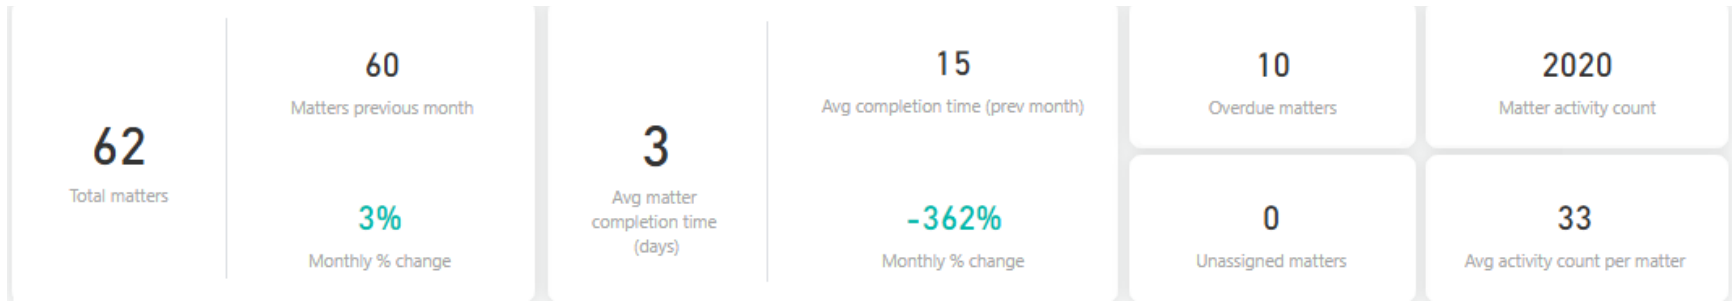 62
Total matters
60
Matters previous month
3%
Monthly % change
3
Avg matter
completion time
(days)
15
Avg completion time (prev month)
-362%
Monthly % change
10
Overdue matters
0
Unassigned matters
2020
Matter activity count
33
Avg activity count per matter